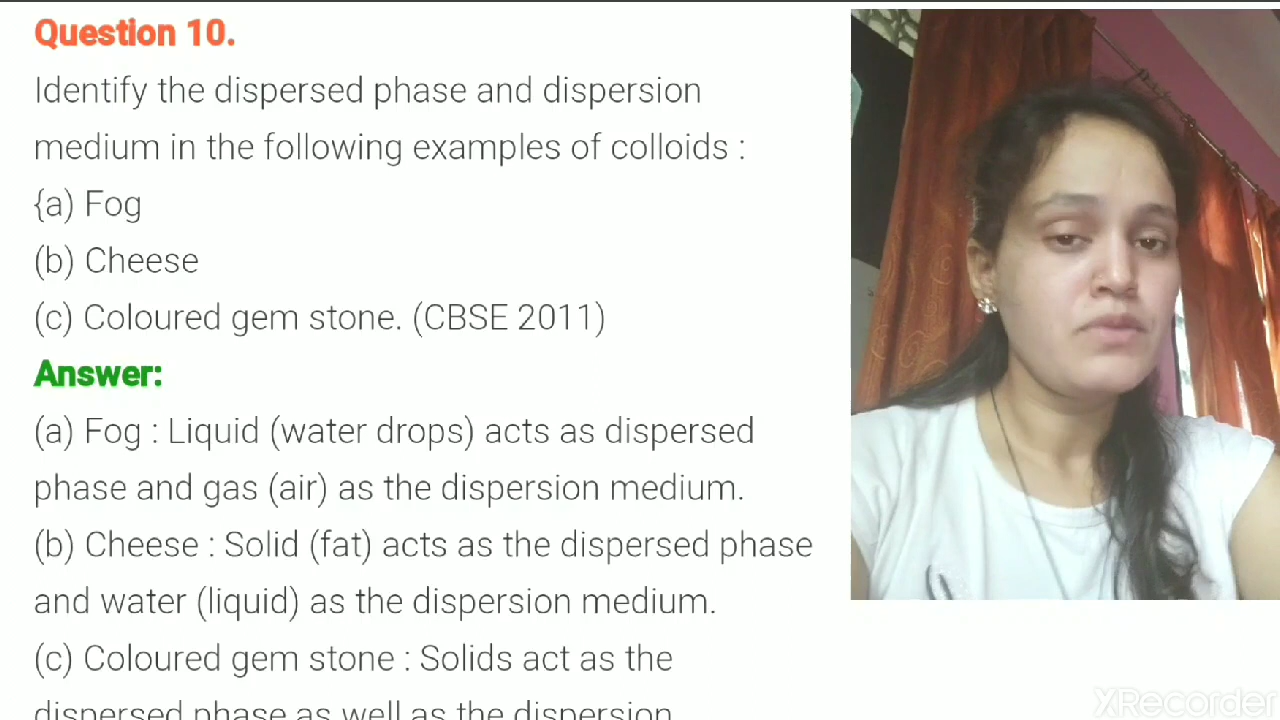 Question 10.
Identify the dispersed phase and dispersion
medium in the following examples of colloids :
{a) Fog
(b) Cheese
(c) Coloured gem stone. (CBSE 2011)
Answer:
(a) Fog : Liquid (water drops) acts as dispersed
phase and gas (air) as the dispersion medium.
(b) Cheese : Solid (fat) acts as the dispersed phase
and water (liquid) as the dispersion medium.
(c) Coloured gem stone : Solids act as the
dispersed phase as well as the dispersion
XRecorder